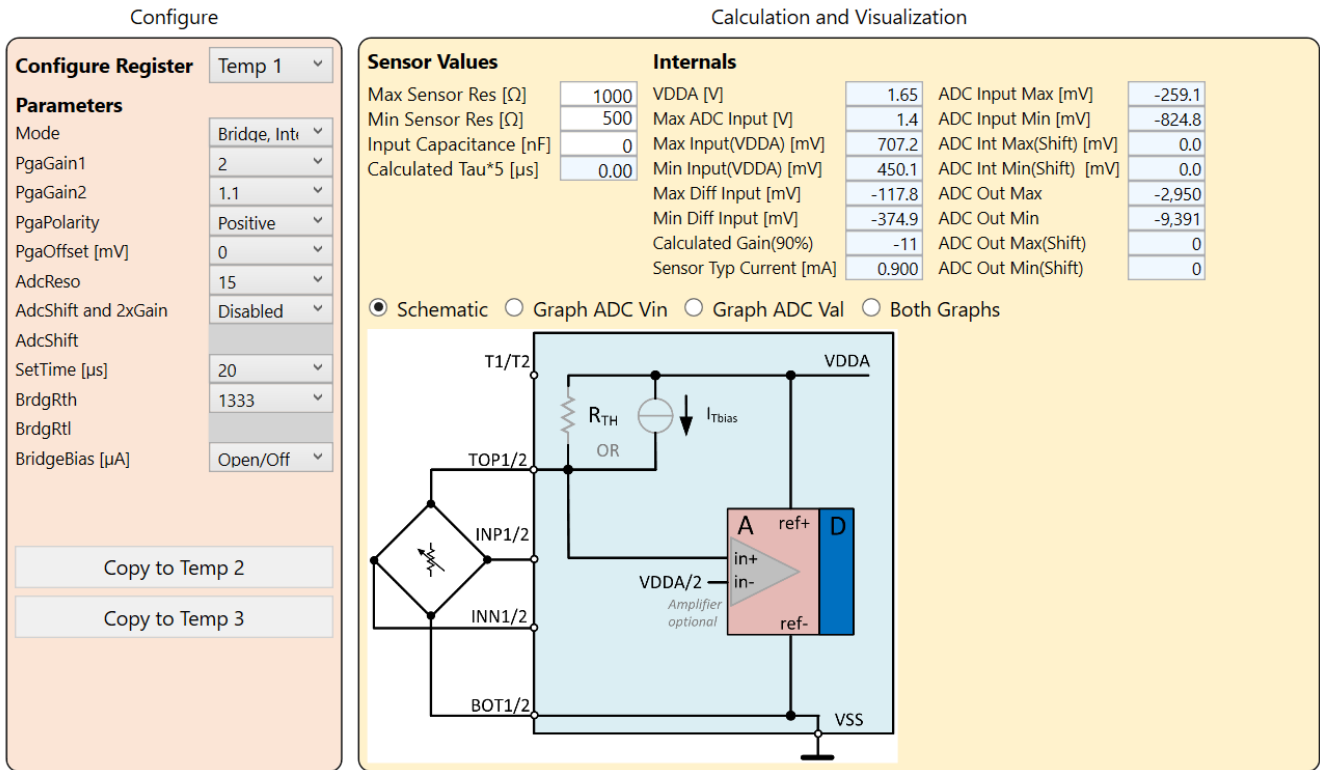 Configure
Configure Register Temp 1
Parameters
Mode Bridge, Inte
PgaGain1 2
PgaGain2 1.1
PgaPolarity Positive
PgaOffset [mV] 0
AdcReso 15
AdcShift and 2xGain Disabled
AdcShift
SetTime [µs] 20
BrdgRth 1333
BrdgRtl
BridgeBias [µA] Open/Off
Copy to Temp 2
Copy to Temp 3
Calculation and Visualization
Sensor Values
Max Sensor Res [Ω] 1000
Min Sensor Res [Ω] 500
Input Capacitance [nF] 0
Calculated Tau*5 [µs] 0.00
Internals
VDDA [V] 1.65 ADC Input Max [mV] -259.1
Max ADC Input [V] 1.4 ADC Input Min [mV] -824.8
Max Input(VDDA) [mV] 707.2 ADC Int Max(Shift) [mV] 0.0
Min Input(VDDA) [mV] 450.1 ADC Int Min(Shift) [mV] 0.0
Max Diff Input [mV] -117.8 ADC Out Max -2,950
Min Diff Input [mV] -374.9 ADC Out Min -9,391
Calculated Gain(90%) -11 ADC Out Max(Shift) 0
Sensor Typ Current [mA] 0.900 ADC Out Min(Shift) 0
Schematic Graph ADC Vin Graph ADC Val Both Graphs
T1/T2
VDDA
RTH
ITbias
OR
TOP1/2
INP1/2
INN1/2
BOT1/2
A ref+ D
in+
VDDA/2 in-
Amplifier
optional
ref-
VSS